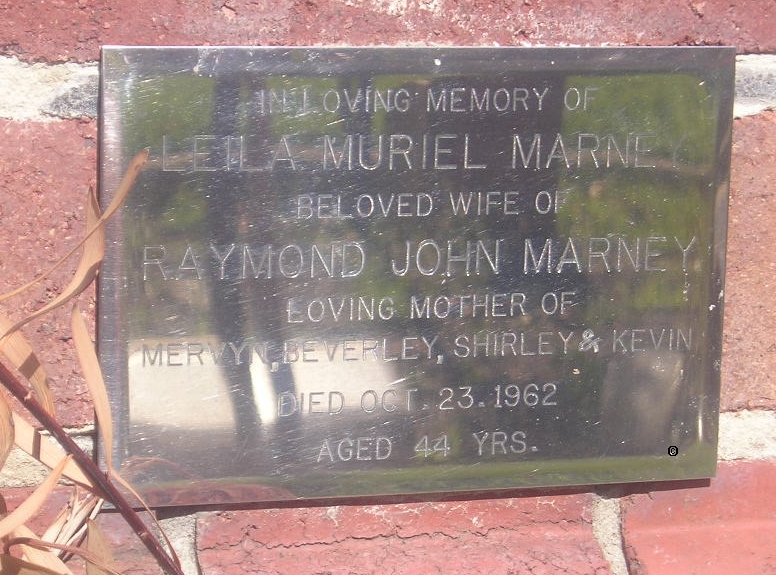 IN LOVING MEMORY OF
LEILA MURIEL MARNEY
BELOVED WIFE OF
RAYMOND JOHN MARNEY
LOVING MOTHER OF
MERVYN, BEVERLEY, SHIRLEY & KEVIN
DIED OCT. 23. 1962
AGED 44 YRS.
©